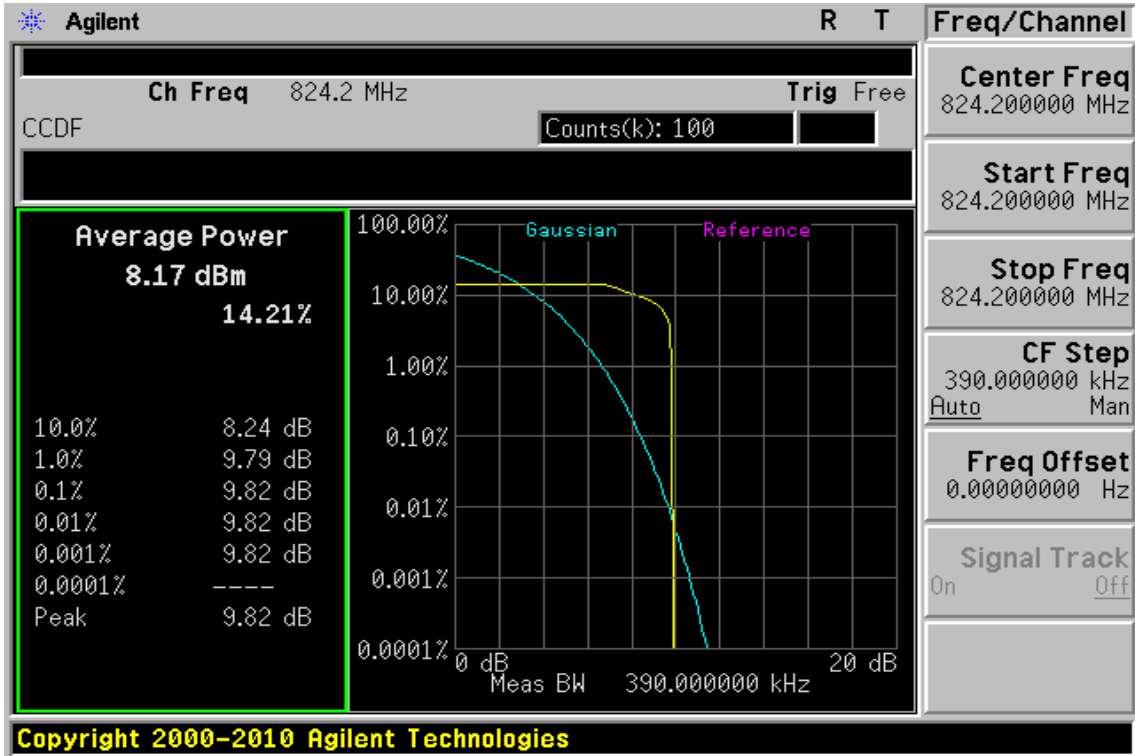 Agilent R T
Ch Freq 824.2 MHz Trig Free
CCDF Counts(k): 100
Average Power
8.17 dBm
14.21%
10.0% 8.24 dB
1.0% 9.79 dB
0.1% 9.82 dB
0.01% 9.82 dB
0.001% 9.82 dB
0.0001% ----
Peak 9.82 dB
Gaussian Reference
100.00%
10.00%
1.00%
0.10%
0.01%
0.001%
0.0001%
0 dB 20 dB
Meas BW 390.000000 kHz
Freq/Channel
Center Freq
824.200000 MHz
Start Freq
824.200000 MHz
Stop Freq
824.200000 MHz
CF Step
390.000000 kHz
Auto Man
Freq Offset
0.00000000 Hz
Signal Track
On Off
Copyright 2000-2010 Agilent Technologies